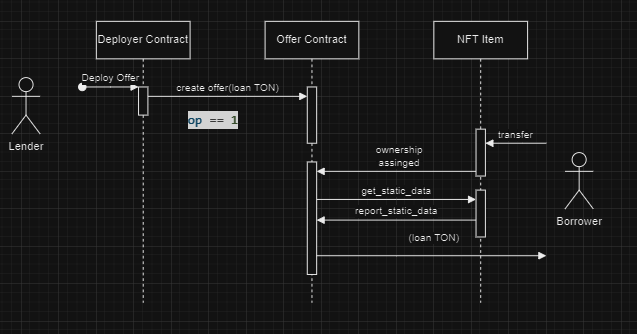 Deployer Contract
Offer Contract
NFT Item
Deploy Offer
create offer(loan TON)
op == 1
Lender
transfer
ownership
assinged
get_static_data
report_static_data
Borrower
(loan TON)